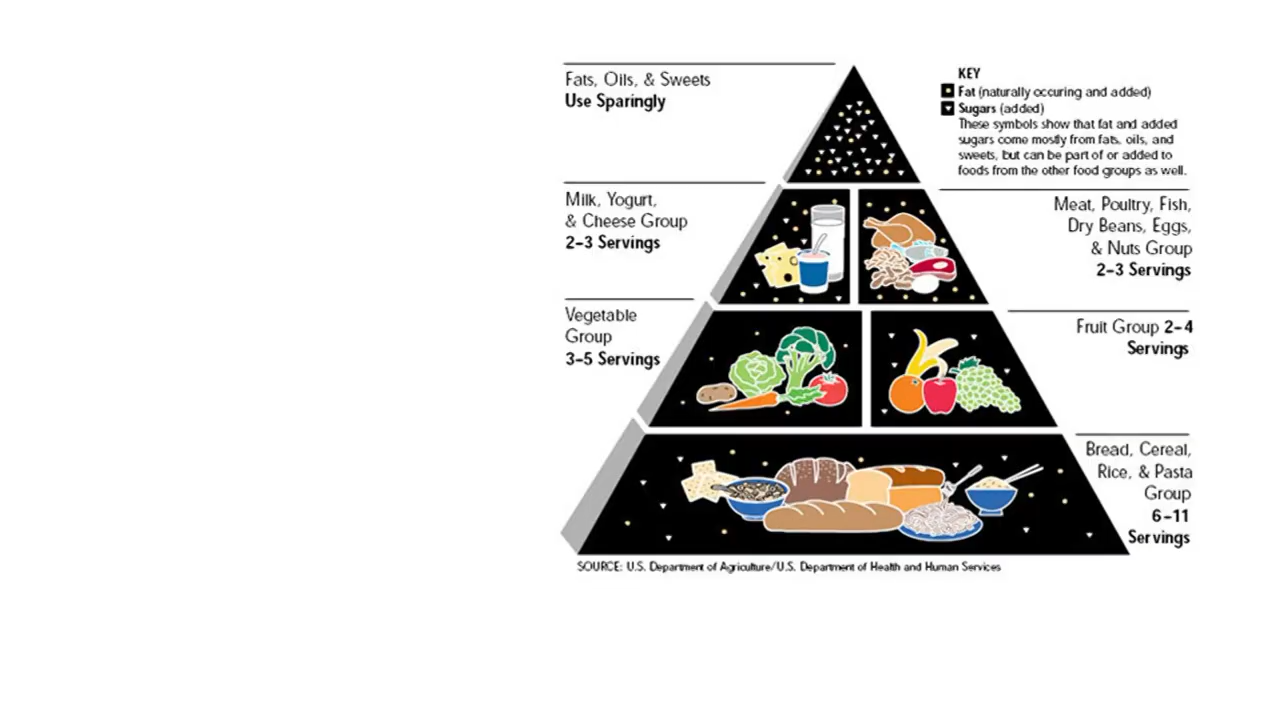 Fats, Oils, & Sweets
Use Sparingly
KEY
Fat (naturally occuring and added)
Sugars (added)
These symbols show that fat and added
sugars come mostly from fats, oils, and
sweets, but can be part of or added to
foods from the other food groups as well.
Milk, Yogurt,
& Cheese Group
2–3 Servings
Meat, Poultry, Fish,
Dry Beans, Eggs,
& Nuts Group
2–3 Servings
Vegetable
Group
3–5 Servings
Fruit Group 2–4
Servings
Bread, Cereal,
Rice, & Pasta
Group
6–11
Servings
SOURCE: U.S. Department of Agriculture/U.S. Department of Health and Human Services